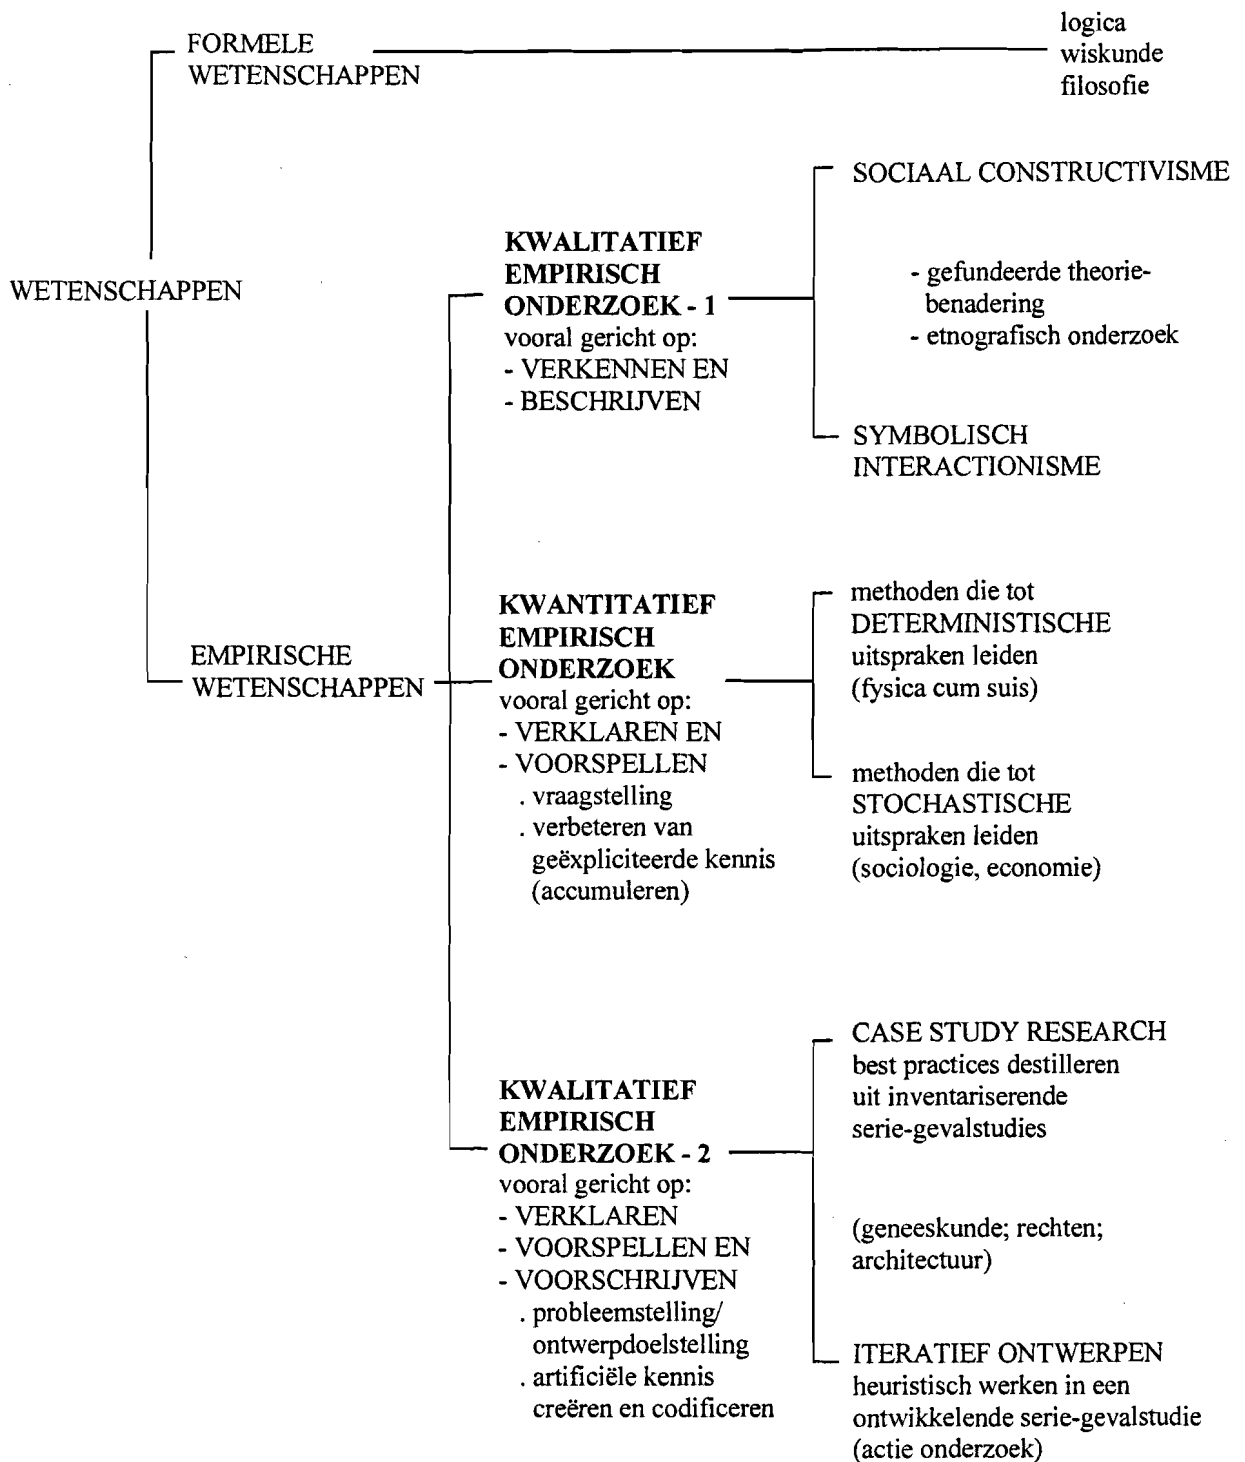 FORMELE
WETENSCHAPPEN
logica
wiskunde
filosofie
WETENSCHAPPEN
EMPIRISCHE
WETENSCHAPPEN
KWALITATIEF
EMPIRISCH
ONDERZOEK - 1
vooral gericht op:
- VERKENNEN EN
- BESCHRIJVEN
SOCIAAL CONSTRUCTIVISME
- gefundeerde theorie-
benadering
- etnografisch onderzoek
SYMBOLISCH
INTERACTIONISME
KWANTITATIEF
EMPIRISCH
ONDERZOEK
vooral gericht op:
- VERKLAREN EN
- VOORSPELLEN
. vraagstelling
. verbeteren van
geëxpliciteerde kennis
(accumuleren)
methoden die tot
DETERMINISTISCHE
uitspraken leiden
(fysica cum suis)
methoden die tot
STOCHASTISCHE
uitspraken leiden
(sociologie, economie)
KWALITATIEF
EMPIRISCH
ONDERZOEK - 2
vooral gericht op:
- VERKLAREN
- VOORSPELLEN EN
- VOORSCHRIJVEN
. probleemstelling/
ontwerpdoelstelling
. artificiële kennis
creëren en codificeren
CASE STUDY RESEARCH
best practices destilleren
uit inventariserende
serie-gevalstudies
(geneeskunde; rechten;
architectuur)
ITERATIEF ONTWERPEN
heuristisch werken in een
ontwikkelende serie-gevalstudie
(actie onderzoek)